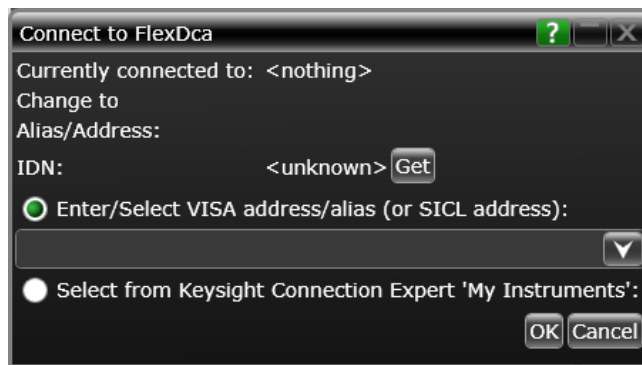 Connect to FlexDca ? X
Currently connected to: <nothing>
Change to
Alias/Address:
IDN: <unknown> Get
Enter/Select VISA address/alias (or SICL address):
Select from Keysight Connection Expert 'My Instruments':
OK Cancel